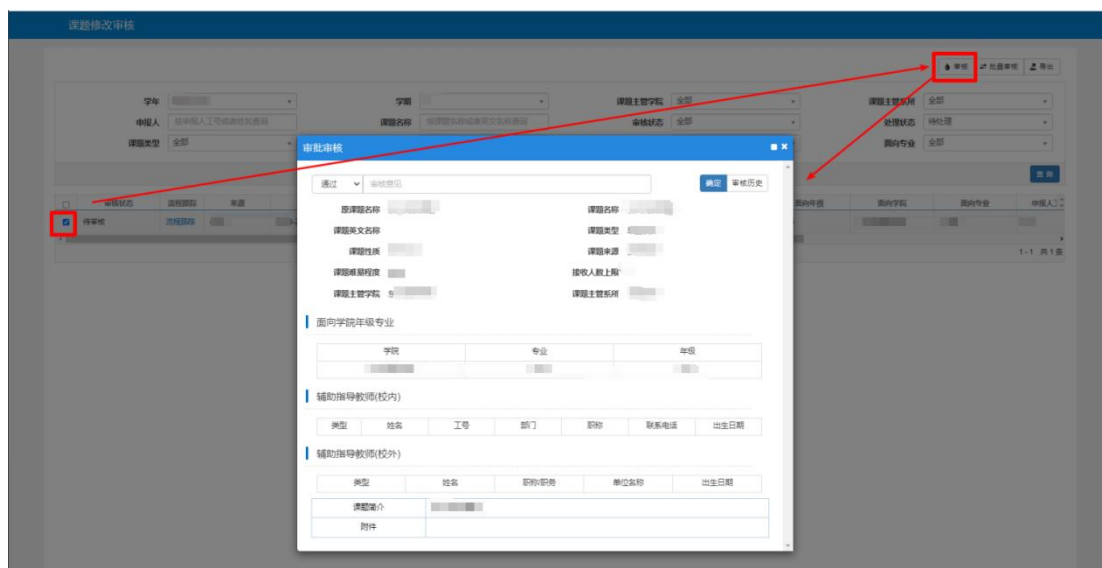 课题修改审核
审核 批量审核 导出
学年 学期 课题主管学院 全部 课题主管系所 全部
申报人 按申报人工号或姓名查询 课题名称 按课题名称或英文名称查询 审核状态 全部 处理状态 待处理
课题类型 全部 面向专业 全部
查 询
审批审核
通过 审核意见 确定 审核历史
审核状态 流程跟踪 来源 面向年级 面向学院 面向专业 申报人
待审核 流程跟踪
1-1 共1条
原课题名称 课题名称
课题英文名称 课题类型
课题性质 课题来源
课题难易程度 接收人数上限
课题主管学院 课题主管系所
面向学院年级专业
学院 专业 年级
辅助指导教师(校内)
类型 姓名 工号 部门 职称 联系电话 出生日期
辅助指导教师(校外)
类型 姓名 职称/职务 单位名称 出生日期
课题简介
附件